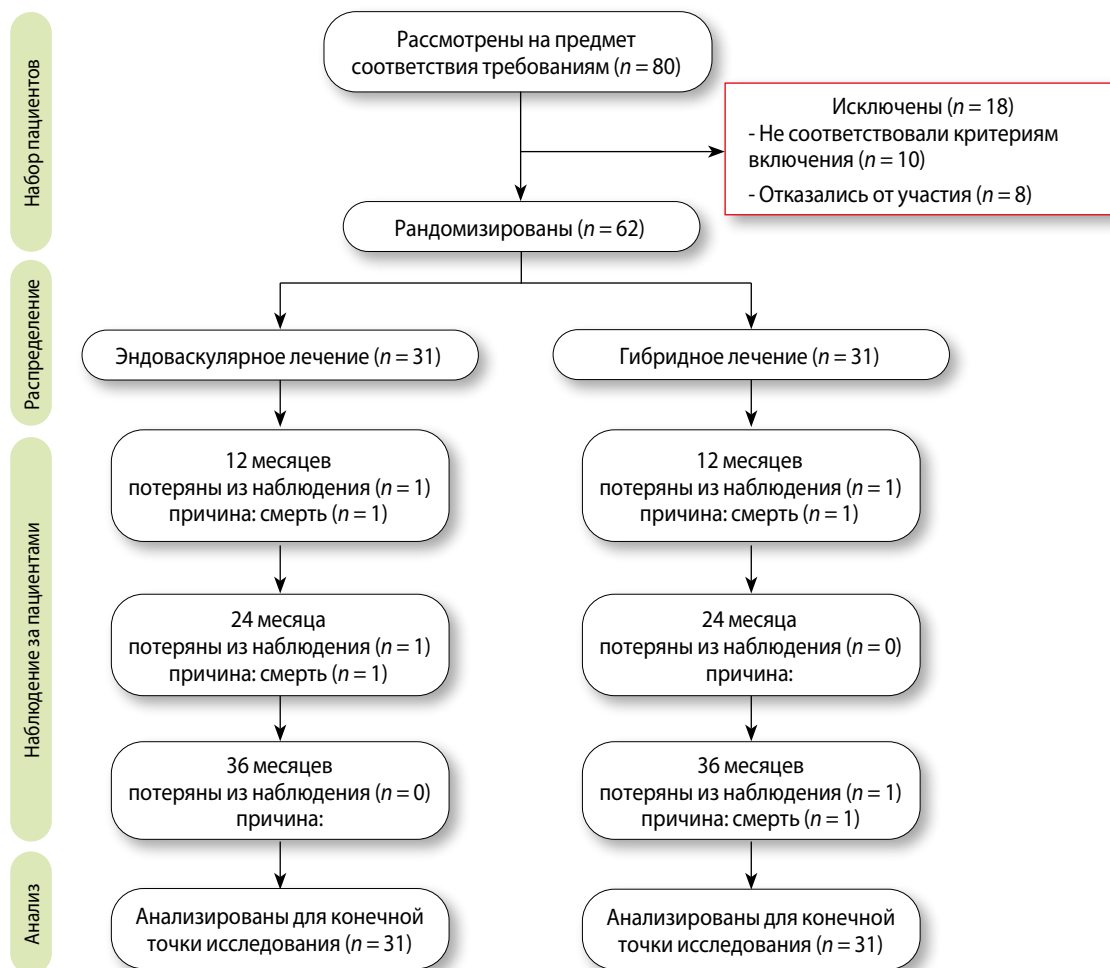 Набор пациентов
Рассмотрены на предмет
соответствия требованиям (n = 80)
Исключены (n = 18)
- Не соответствовали критериям
включения (n = 10)
- Отказались от участия (n = 8)
Рандомизированы (n = 62)
Распределение
Эндоваскулярное лечение (n = 31)
Гибридное лечение (n = 31)
Наблюдение за пациентами
12 месяцев
потеряны из наблюдения (n = 1)
причина: смерть (n = 1)
12 месяцев
потеряны из наблюдения (n = 1)
причина: смерть (n = 1)
24 месяца
потеряны из наблюдения (n = 1)
причина: смерть (n = 1)
24 месяца
потеряны из наблюдения (n = 0)
причина:
36 месяцев
потеряны из наблюдения (n = 0)
причина:
36 месяцев
потеряны из наблюдения (n = 1)
причина: смерть (n = 1)
Анализ
Анализированы для конечной
точки исследования (n = 31)
Анализированы для конечной
точки исследования (n = 31)